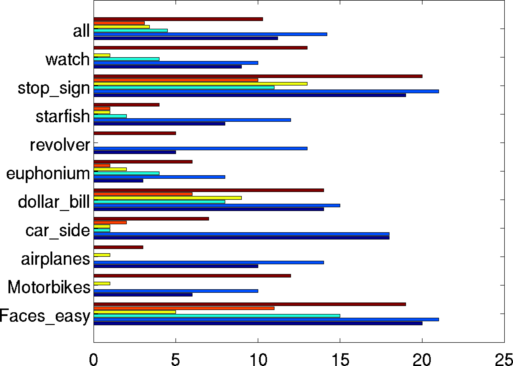 all
watch
stop_sign
starfish
revolver
euphonium
dollar_bill
car_side
airplanes
Motorbikes
Faces_easy
0 5 10 15 20 25